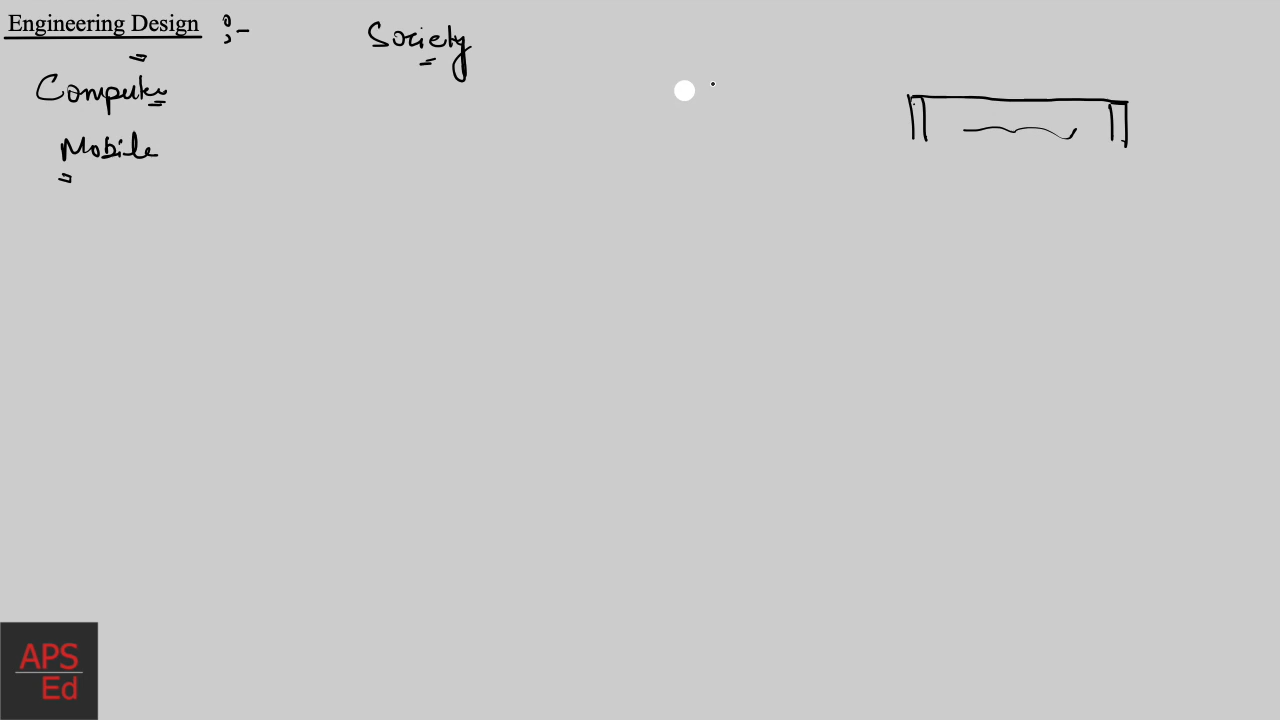 Engineering Design :-
Society
Computer
Mobile
APS
Ed